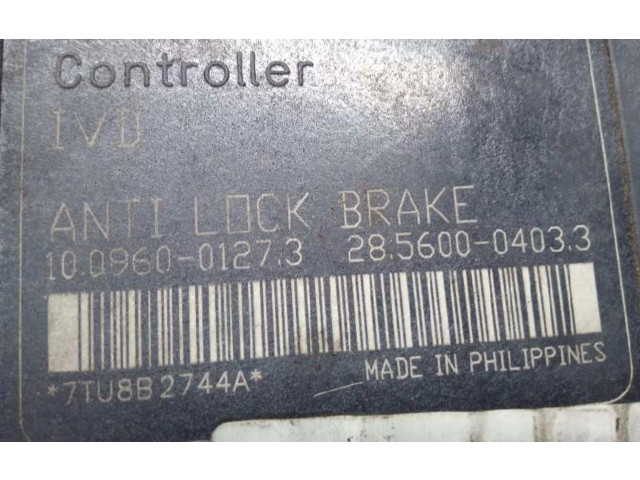 Controller
IVD
ANTI LOCK BRAKE
10.0960-0127.3 28.5600-0403.3
*7TU8B2744A*
MADE IN PHILIPPINES